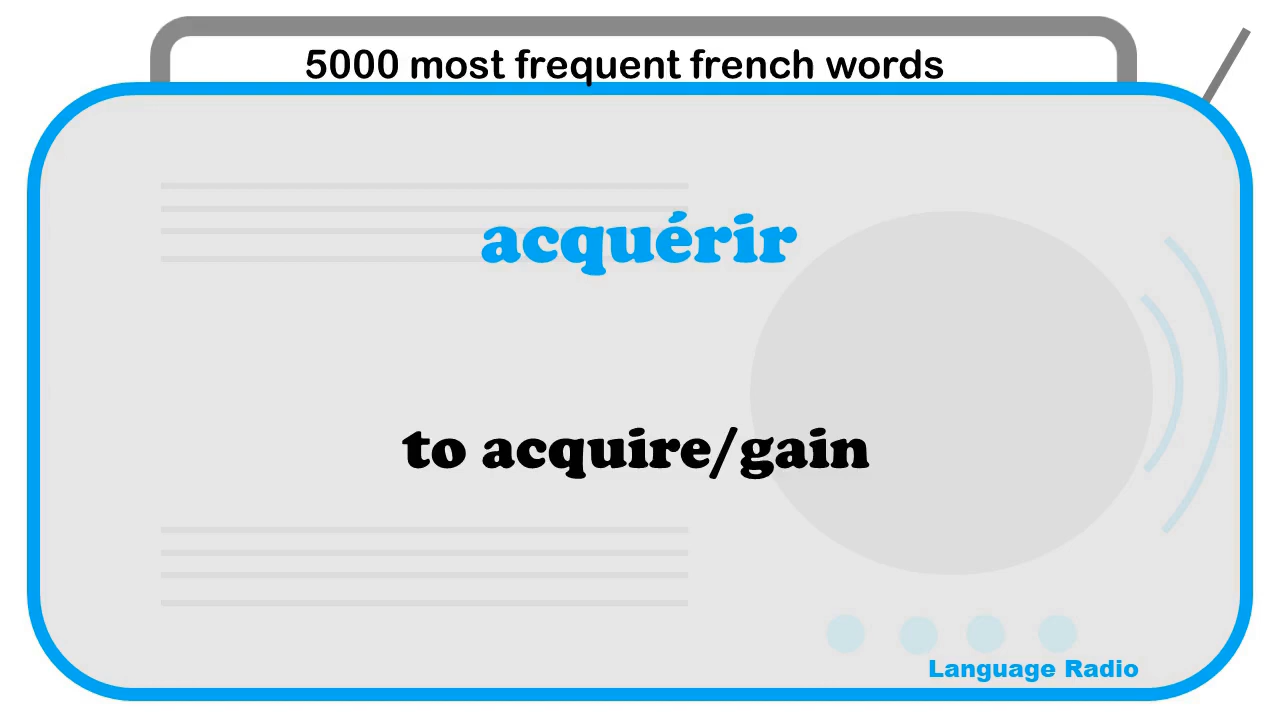 5000 most frequent french words
acquérir
to acquire/gain
Language Radio